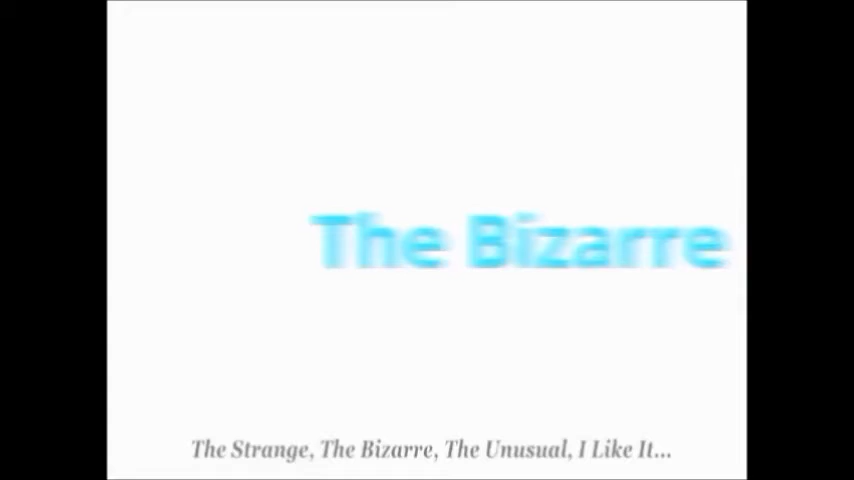 The Bizarre
The Strange, The Bizarre, The Unusual, I Like It...